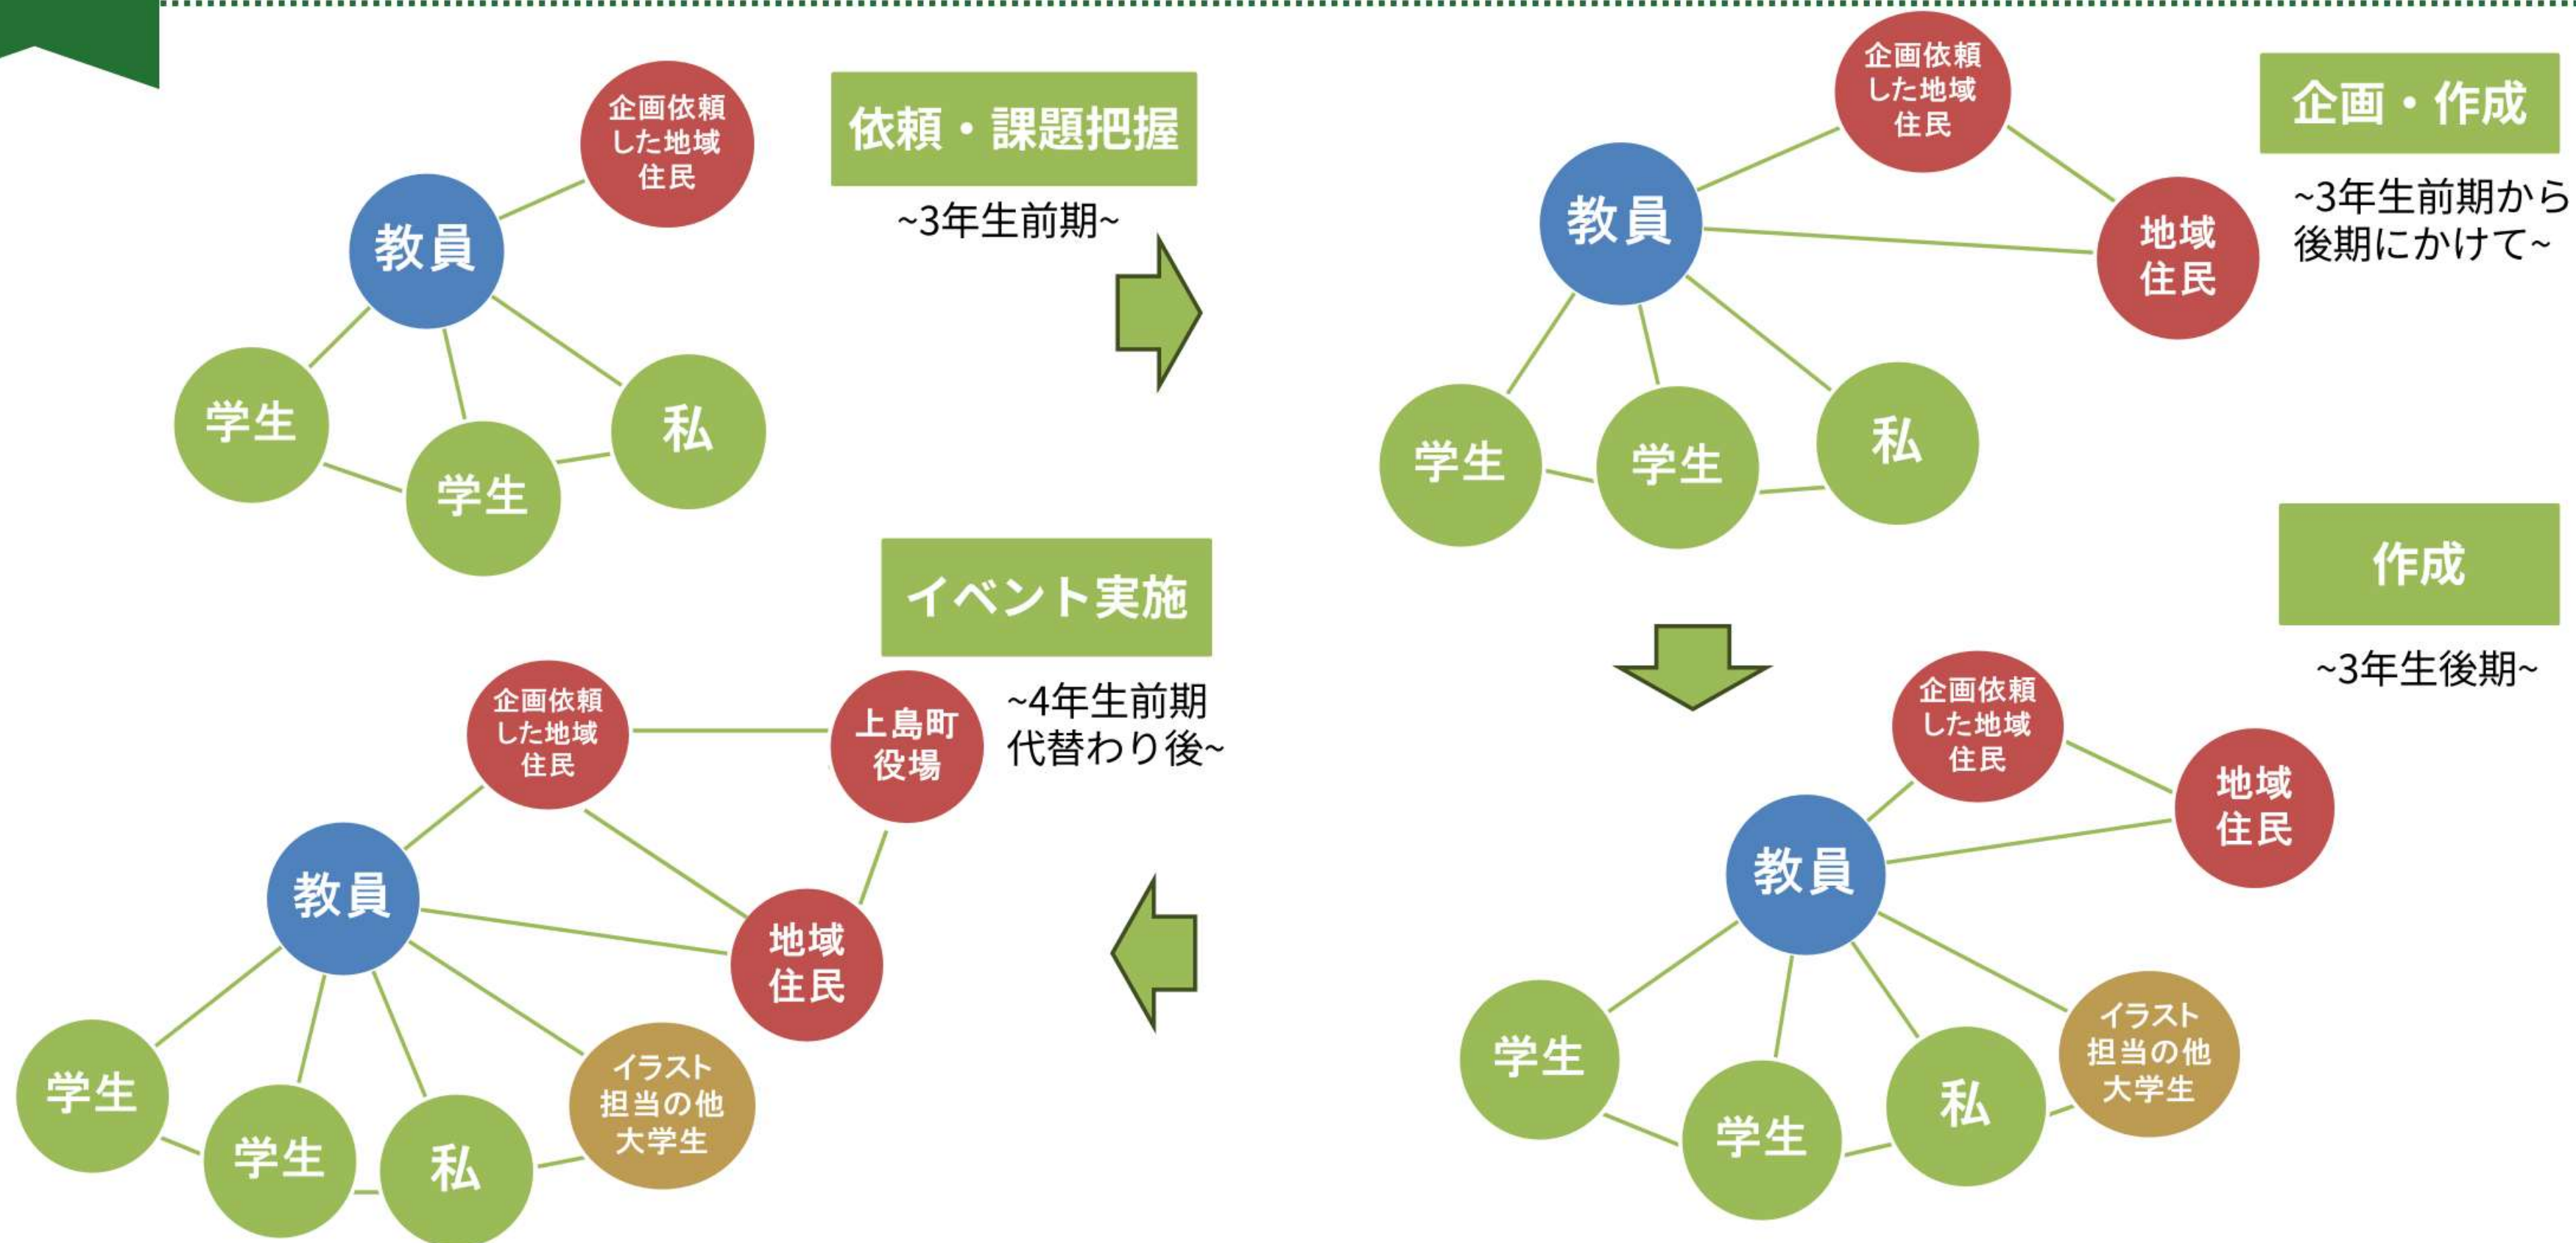 依頼・課題把握
~3年生前期~
企画依頼
した地域
住民
教員
学生
学生
私
企画・作成
~3年生前期から
後期にかけて~
企画依頼
した地域
住民
教員
地域
住民
学生
学生
私
作成
~3年生後期~
企画依頼
した地域
住民
地域
住民
教員
学生
学生
私
イラスト
担当の他
大学生
イベント実施
~4年生前期
代替わり後~
企画依頼
した地域
住民
上島町
役場
教員
地域
住民
学生
学生
私
イラスト
担当の他
大学生